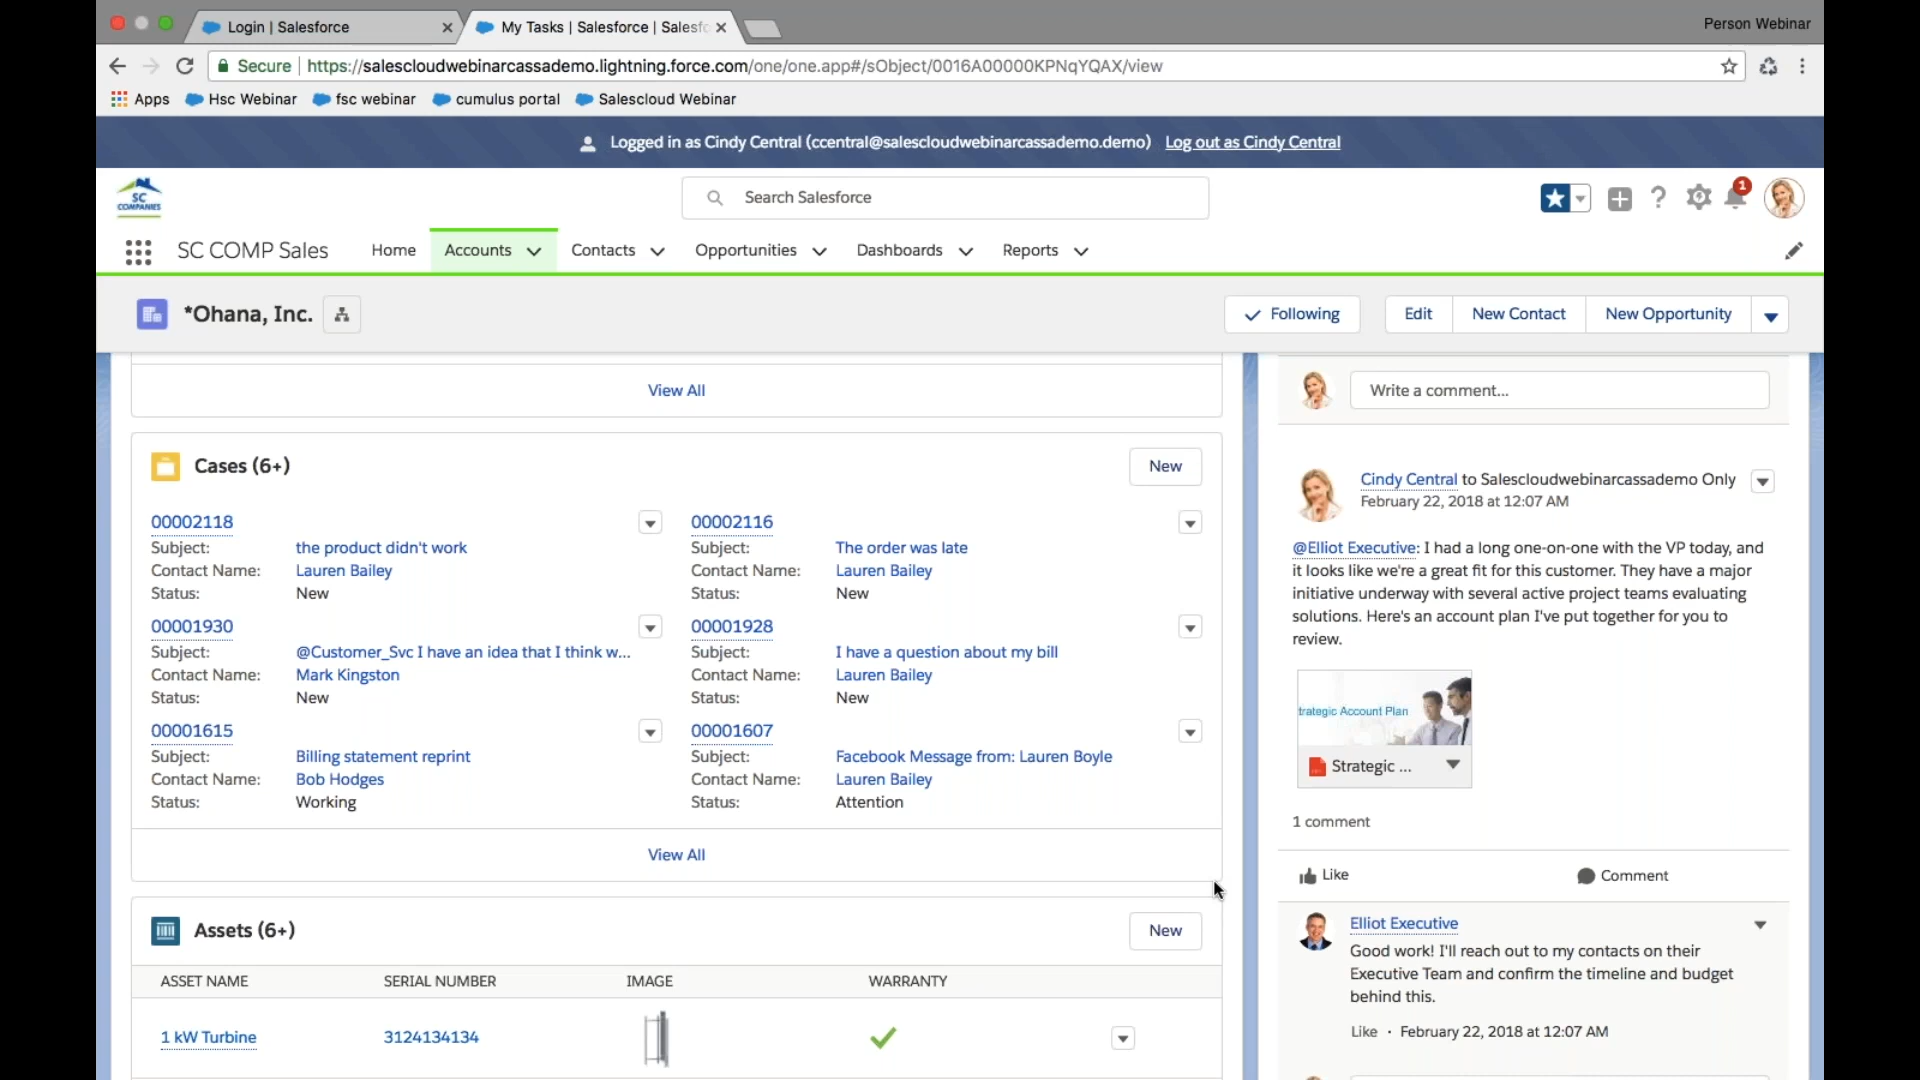 Login | Salesforce
My Tasks | Salesforce | Salesfo
Person Webinar
Secure https://salescloudwebinarcassademo.lightning.force.com/one/one.app#/sObject/0016A00000KPNqYQAX/view
Apps Hsc Webinar fsc webinar cumulus portal Salescloud Webinar
Logged in as Cindy Central (ccentral@salescloudwebinarcassademo.demo) Log out as Cindy Central
SC
COMPANIES
Search Salesforce
1
SC COMP Sales Home Accounts Contacts Opportunities Dashboards Reports
*Ohana, Inc.
Following Edit New Contact New Opportunity
View All
Cases (6+)
New
00002118
Subject: the product didn't work
Contact Name: Lauren Bailey
Status: New
00002116
Subject: The order was late
Contact Name: Lauren Bailey
Status: New
00001930
Subject: @Customer_Svc I have an idea that I think w...
Contact Name: Mark Kingston
Status: New
00001928
Subject: I have a question about my bill
Contact Name: Lauren Bailey
Status: New
00001615
Subject: Billing statement reprint
Contact Name: Bob Hodges
Status: Working
00001607
Subject: Facebook Message from: Lauren Boyle
Contact Name: Lauren Bailey
Status: Attention
View All
Assets (6+)
New
ASSET NAME SERIAL NUMBER IMAGE WARRANTY
1 kW Turbine 3124134134
Write a comment...
Cindy Central to Salescloudwebinarcassademo Only
February 22, 2018 at 12:07 AM
@Elliot Executive: I had a long one-on-one with the VP today, and
it looks like we're a great fit for this customer. They have a major
initiative underway with several active project teams evaluating
solutions. Here's an account plan I've put together for you to
review.
trategic Account Plan
Strategic ...
1 comment
Like Comment
Elliot Executive
Good work! I'll reach out to my contacts on their
Executive Team and confirm the timeline and budget
behind this.
Like · February 22, 2018 at 12:07 AM